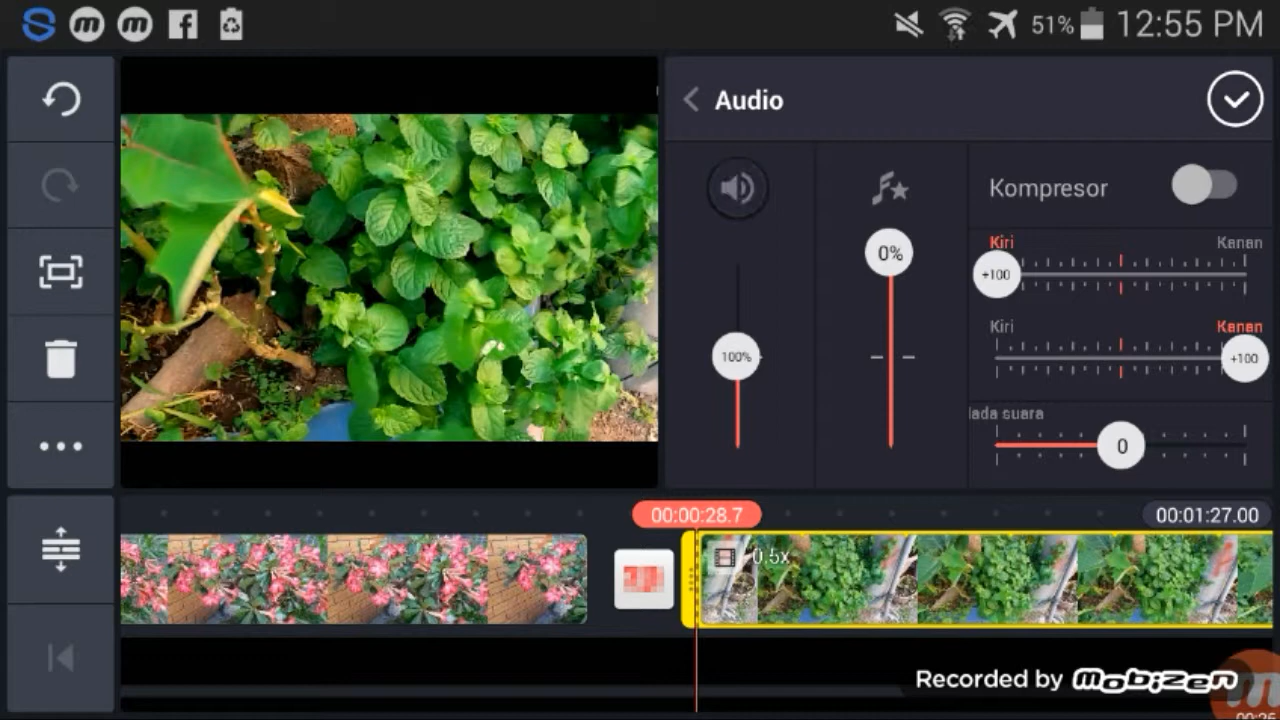 51% 12:55 PM
Audio
Kompresor
Kiri Kanan
+100
0%
Kiri Kanan
100%
+100
lada suara
0
00:00:28.7
00:01:27.00
0.5x
Recorded by mobizen